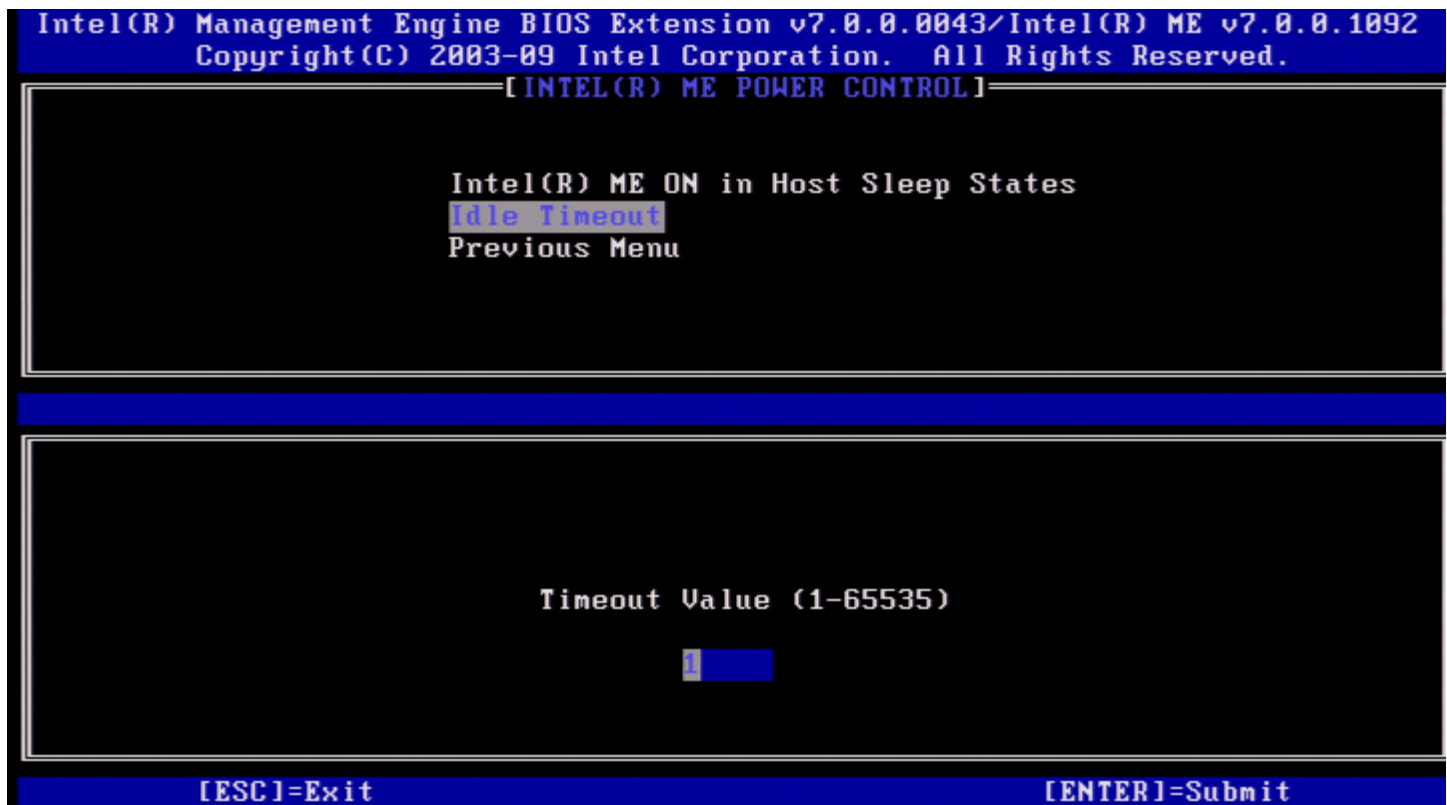 Intel(R) Management Engine BIOS Extension v7.0.0.0043/Intel(R) ME v7.0.0.1092
Copyright(C) 2003-09 Intel Corporation. All Rights Reserved.
[INTEL(R) ME POWER CONTROL]
Intel(R) ME ON in Host Sleep States
Idle Timeout
Previous Menu
Timeout Value (1-65535)
1
[ESC]=Exit [ENTER]=Submit